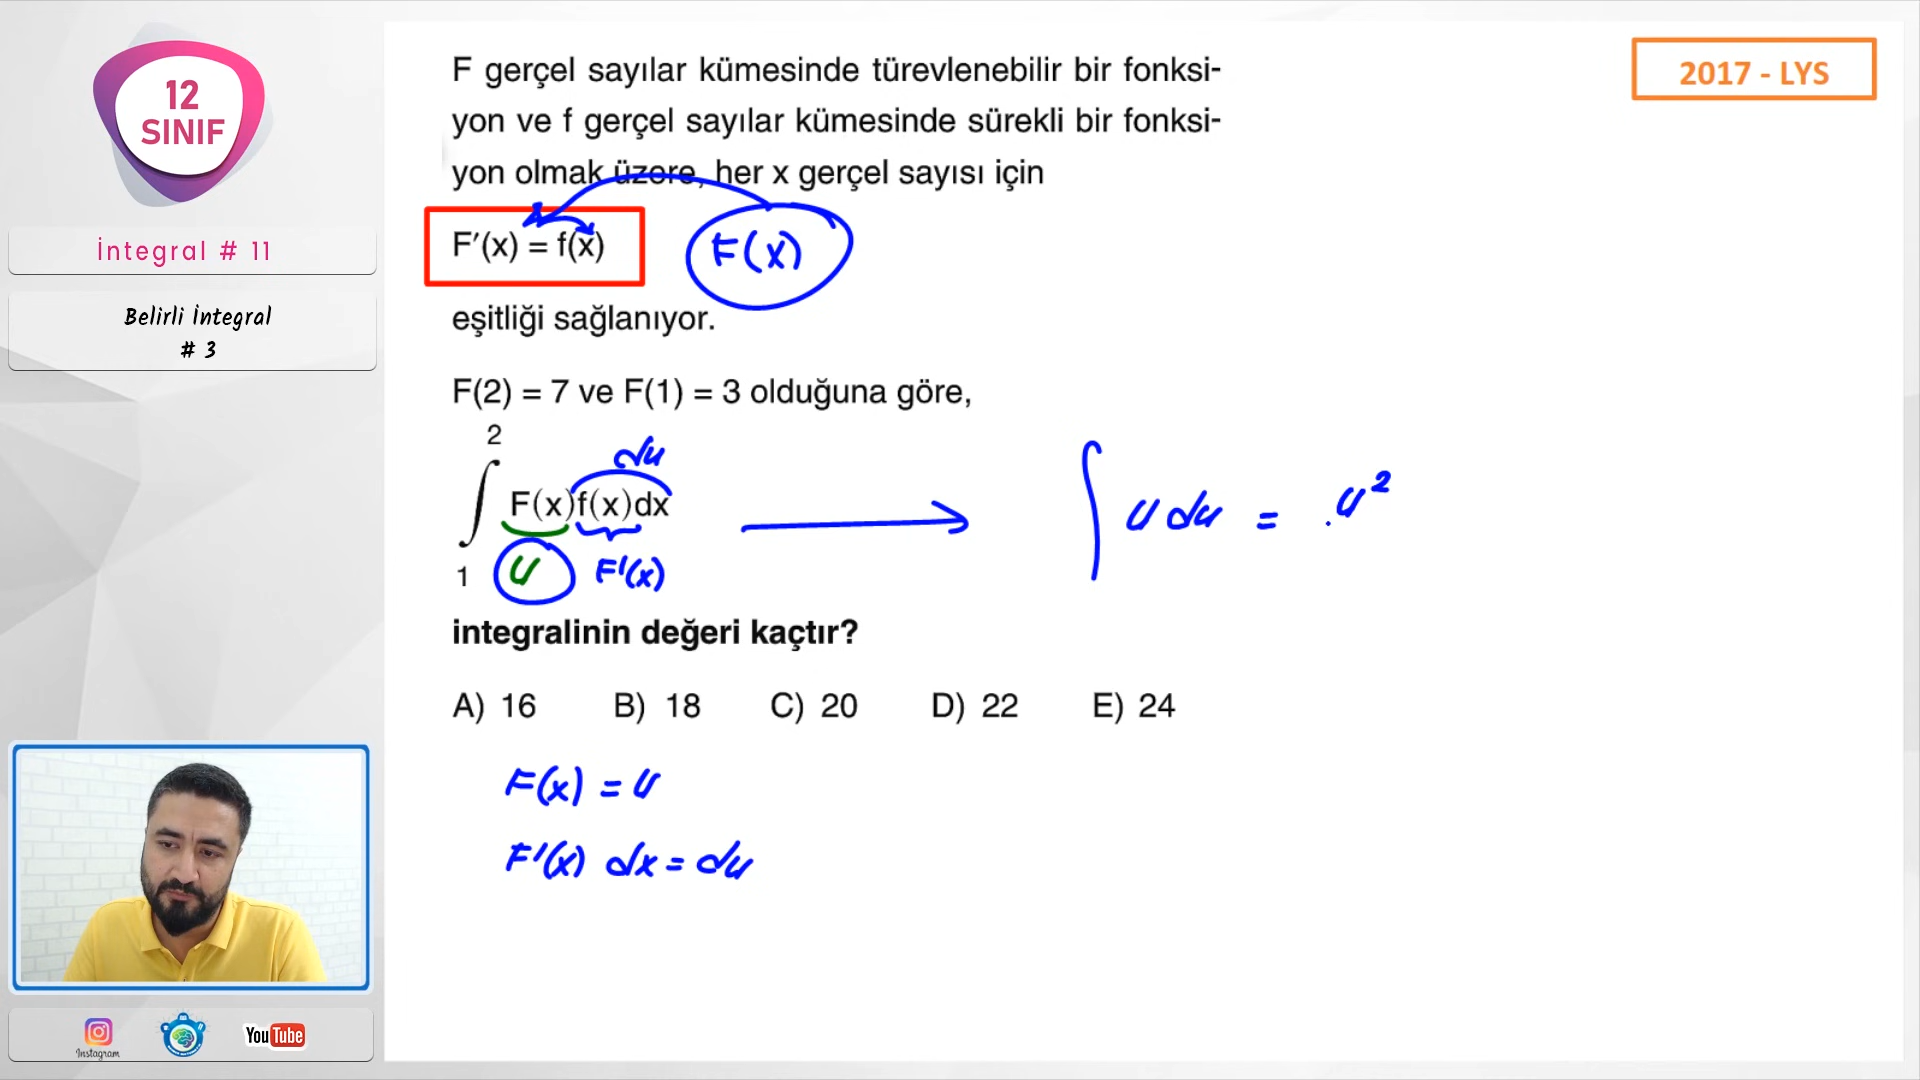 12
SINIF
İntegral # 11
Belirli İntegral
# 3
2017 - LYS
F gerçel sayılar kümesinde türevlenebilir bir fonksi-
yon ve f gerçel sayılar kümesinde sürekli bir fonksi-
yon olmak üzere, her x gerçel sayısı için
F′(x) = f(x)
F(x)
eşitliği sağlanıyor.
F(2) = 7 ve F(1) = 3 olduğuna göre,
2
du
∫ F(x)f(x)dx
∫ u du = u²
1
u F'(x)
integralinin değeri kaçtır?
A) 16 B) 18 C) 20 D) 22 E) 24
F(x) = u
F'(x) dx = du
Instagram
YouTube